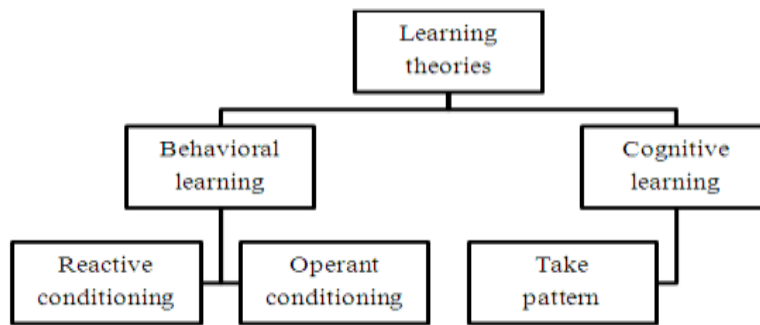 Learning
theories
Behavioral
learning
Cognitive
learning
Reactive
conditioning
Operant
conditioning
Take
pattern